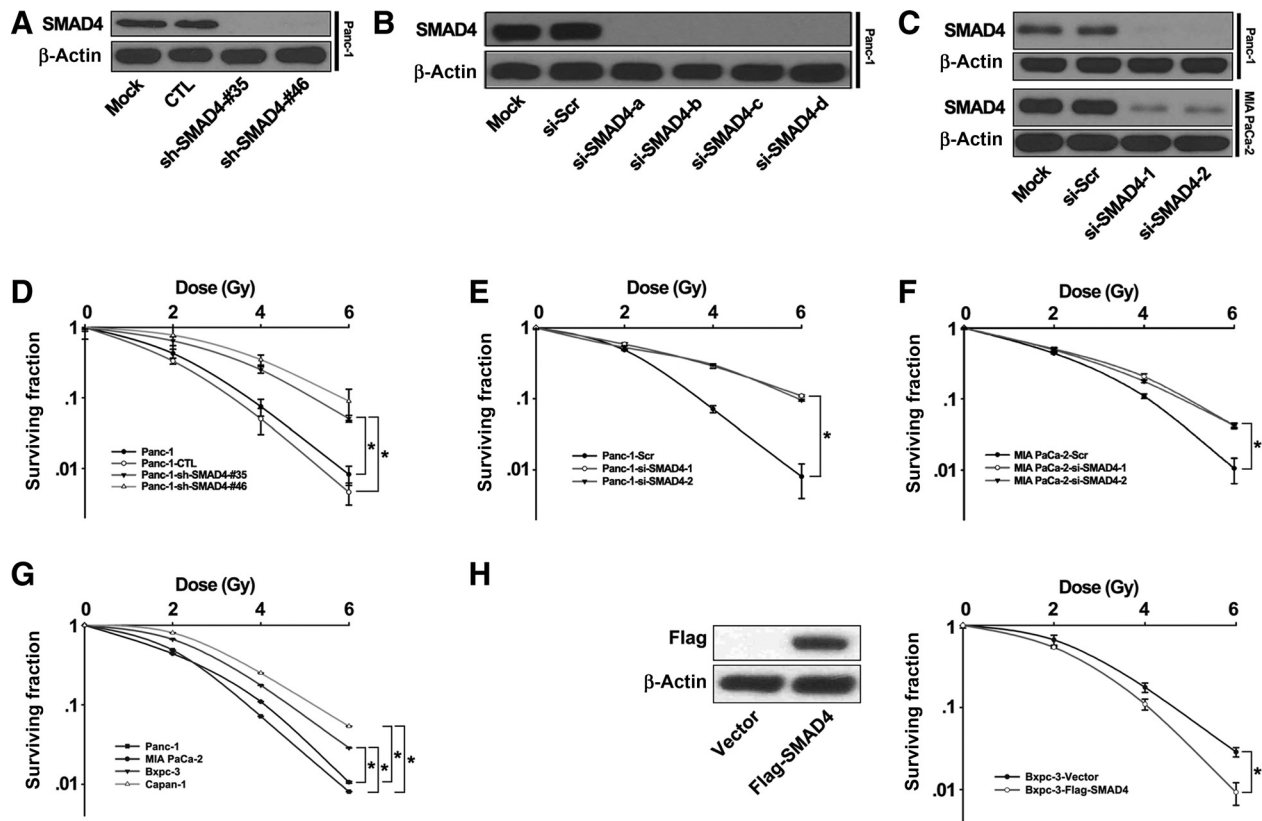 A
SMAD4
β-Actin
Panc-1
Mock
CTL
sh-SMAD4-#35
sh-SMAD4-#46
B
SMAD4
β-Actin
Panc-1
Mock
si-Scr
si-SMAD4-a
si-SMAD4-b
si-SMAD4-c
si-SMAD4-d
C
SMAD4
β-Actin
Panc-1
SMAD4
β-Actin
MIA PaCa-2
Mock
si-Scr
si-SMAD4-1
si-SMAD4-2
D
Dose (Gy)
0 2 4 6
1
.1
.01
Surviving fraction
Panc-1
Panc-1-CTL
Panc-1-sh-SMAD4-#35
Panc-1-sh-SMAD4-#46
* *
E
Dose (Gy)
0 2 4 6
1
.1
.01
Surviving fraction
Panc-1-Scr
Panc-1-si-SMAD4-1
Panc-1-si-SMAD4-2
*
F
Dose (Gy)
0 2 4 6
1
.1
.01
Surviving fraction
MIA PaCa-2-Scr
MIA PaCa-2-si-SMAD4-1
MIA PaCa-2-si-SMAD4-2
*
G
Dose (Gy)
0 2 4 6
1
.1
.01
Surviving fraction
Panc-1
MIA PaCa-2
Bxpc-3
Capan-1
* * * *
H
Flag
β-Actin
Vector
Flag-SMAD4
Dose (Gy)
0 2 4 6
1
.1
.01
Surviving fraction
Bxpc-3-Vector
Bxpc-3-Flag-SMAD4
*